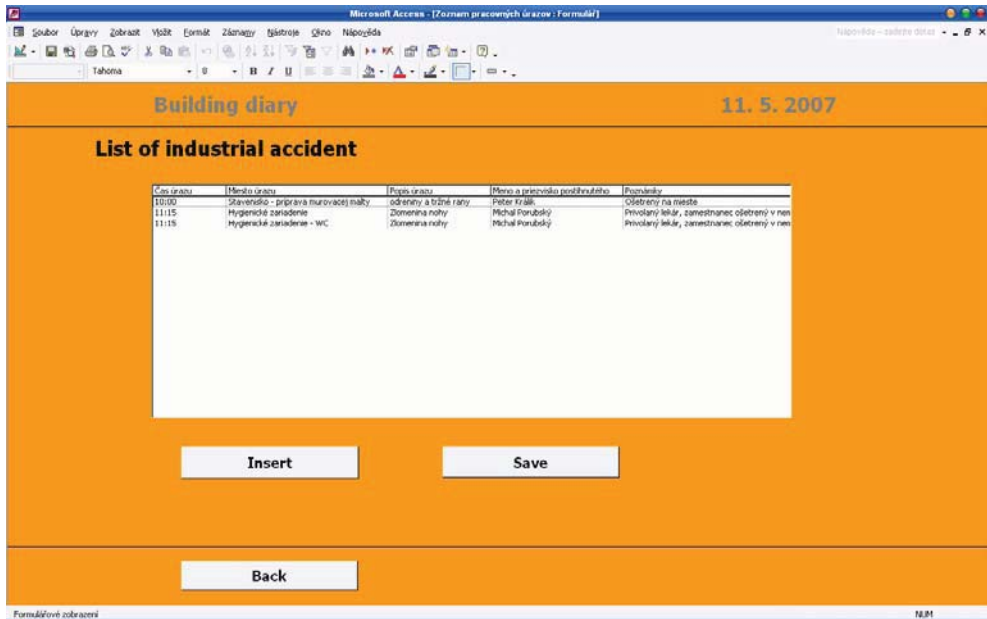 Microsoft Access - [Zoznam pracovných úrazov : Formulář]
Soubor Úpravy Zobrazit Vložit Formát Záznamy Nástroje Okno Nápověda Nápověda – zadejte dotaz
Tahoma B I U
Building diary 11. 5. 2007
List of industrial accident
Čas úrazu Miesto úrazu Popis úrazu Meno a priezvisko postihnutého Poznámky
10:00 Stavenisko - príprava murovacej malty odreniny a tržné rany Peter Králik Ošetrený na mieste
11:15 Hygienické zariadenie Zlomenina nohy Michal Porubský Privolaný lekár, zamestnanec ošetrený v nem
11:15 Hygienické zariadenie - WC Zlomenina nohy Michal Porubský Privolaný lekár, zamestnanec ošetrený v nem
Insert Save
Back
Formulářové zobrazení NUM